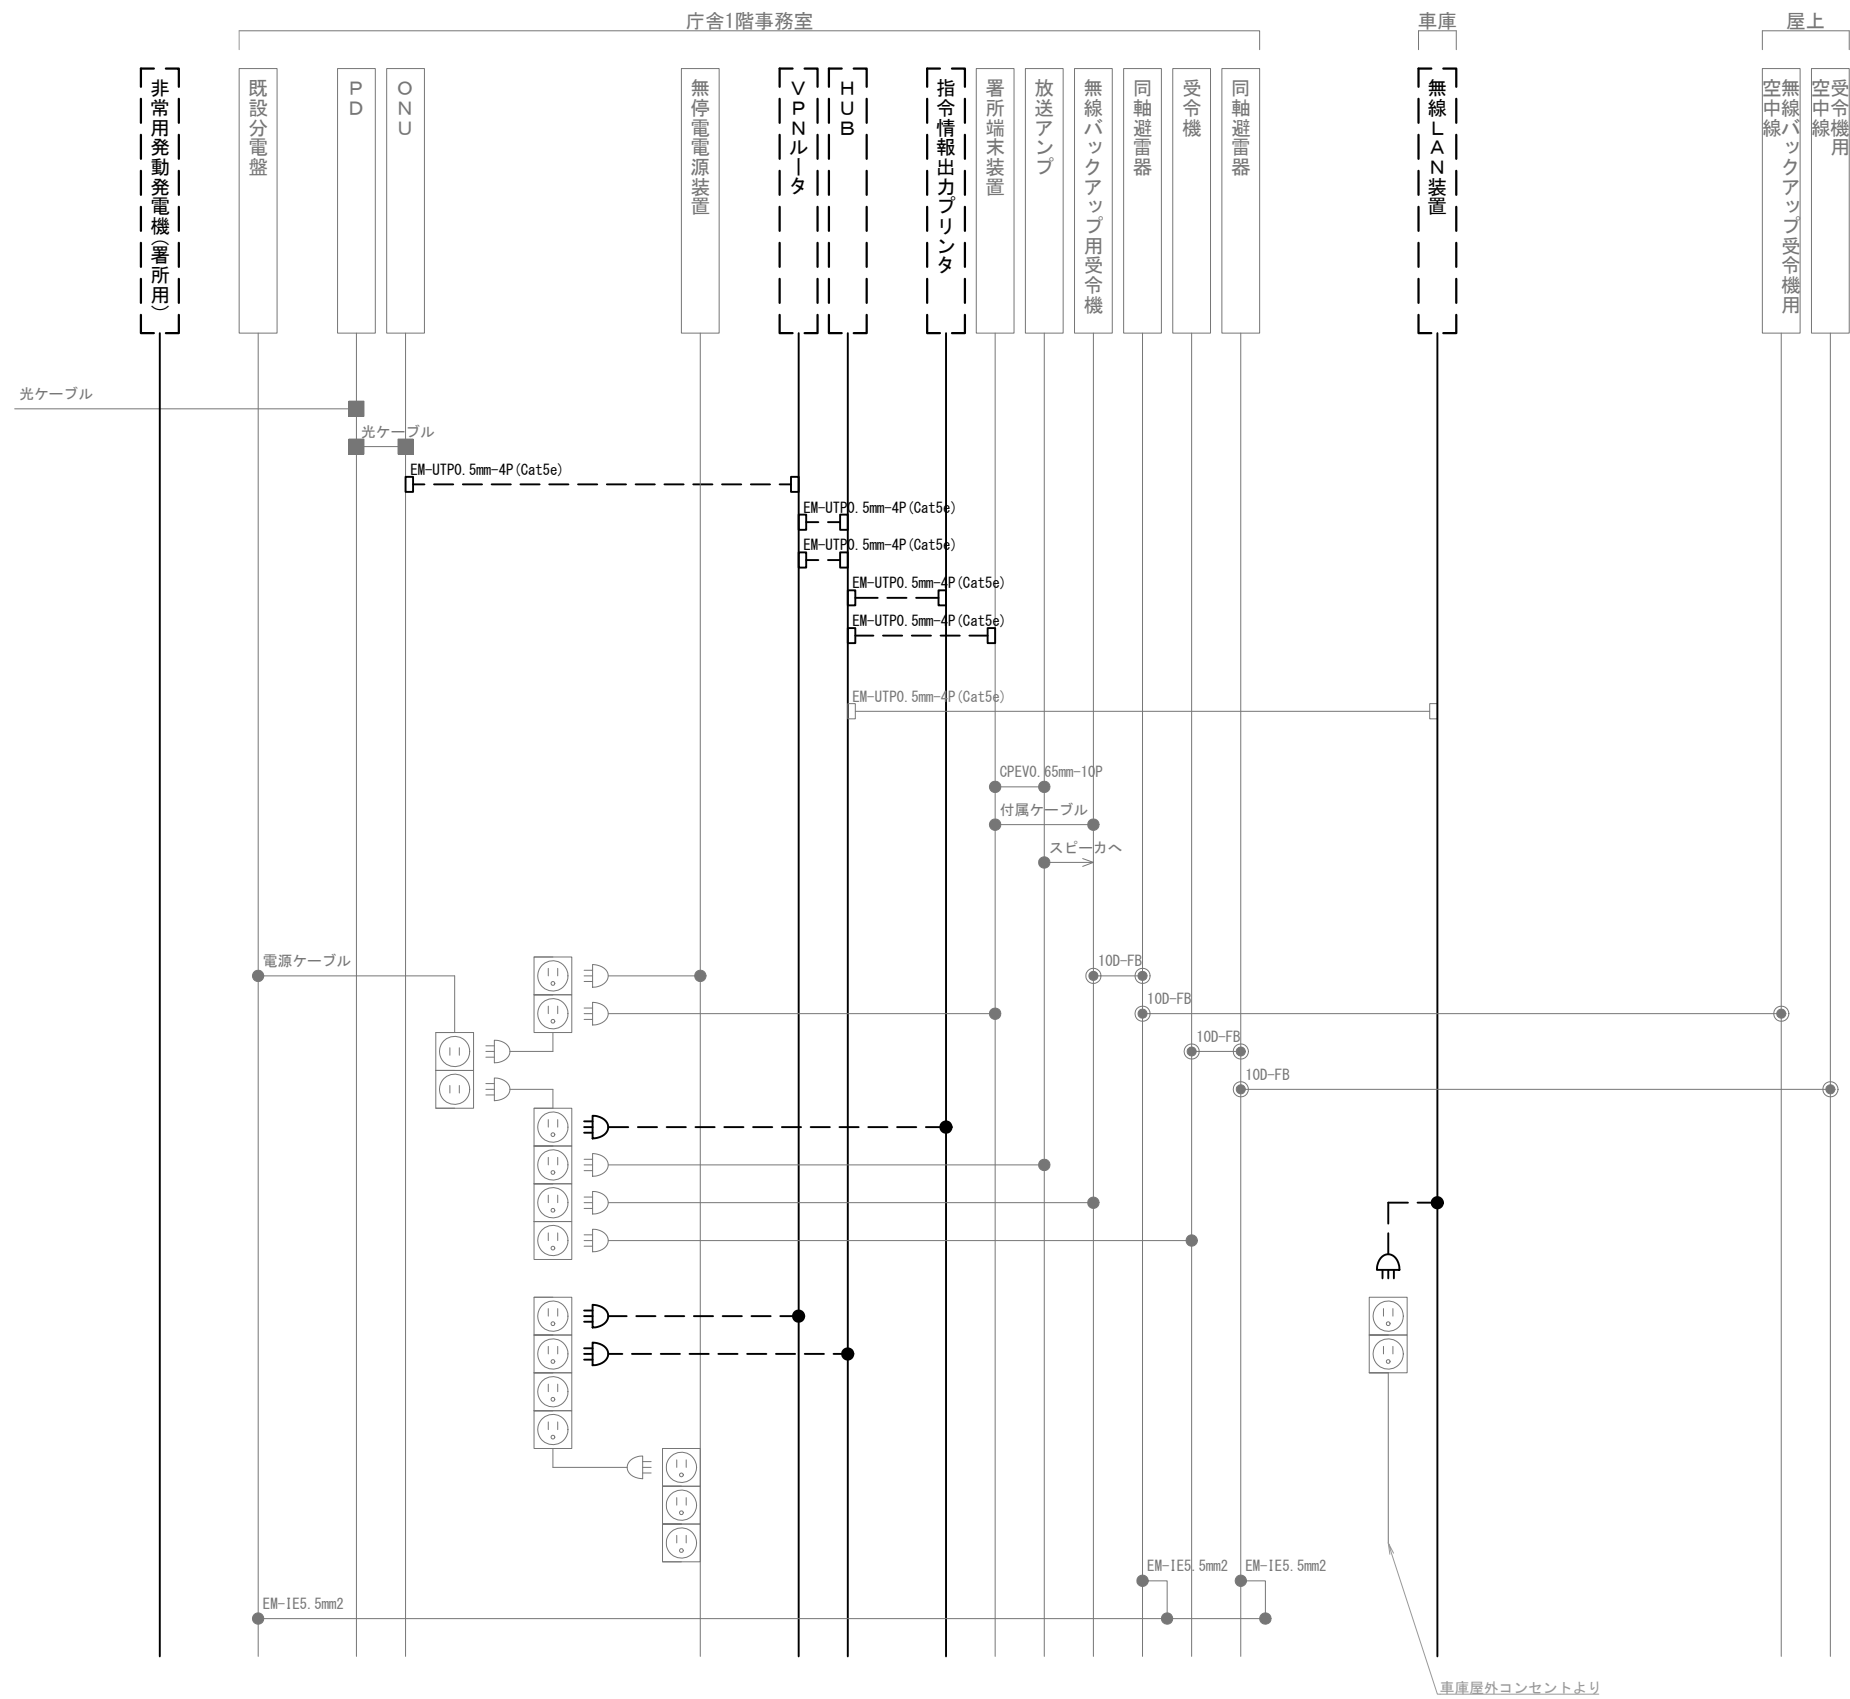 庁舎1階事務室
車庫
屋上
非常用発動発電機(署所用)
既設分電盤
PD
ONU
無停電電源装置
VPNルータ
HUB
指令情報出力プリンタ
署所端末装置
放送アンプ
無線バックアップ用受令機
同軸避雷器
受令機
同軸避雷器
無線LAN装置
無線バックアップ受令機用
空中線
受令機用
空中線
光ケーブル
光ケーブル
EM-UTP0.5mm-4P(Cat5e)
EM-UTP0.5mm-4P(Cat5e)
EM-UTP0.5mm-4P(Cat5e)
EM-UTP0.5mm-4P(Cat5e)
EM-UTP0.5mm-4P(Cat5e)
EM-UTP0.5mm-4P(Cat5e)
CPEV0.65mm-10P
付属ケーブル
スピーカへ
電源ケーブル
10D-FB
10D-FB
10D-FB
10D-FB
EM-IE5.5mm2
EM-IE5.5mm2
EM-IE5.5mm2
車庫屋外コンセントより